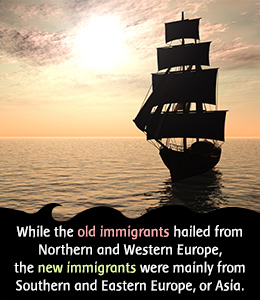 While the old immigrants hailed from
Northern and Western Europe,
the new immigrants were mainly from
Southern and Eastern Europe, or Asia.